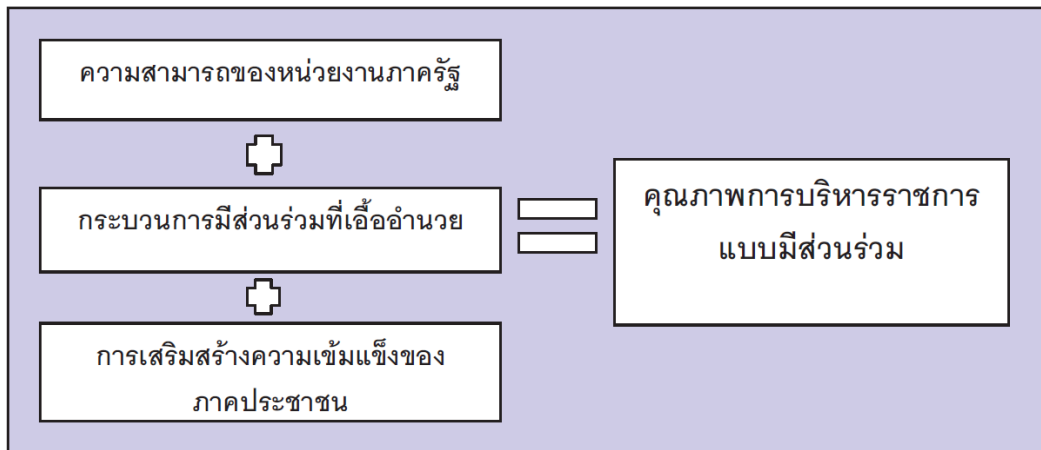 ความสามารถของหน่วยงานภาครัฐ
กระบวนการมีส่วนร่วมที่เอื้ออำนวย
การเสริมสร้างความเข้มแข็งของ
ภาคประชาชน
คุณภาพการบริหารราชการ
แบบมีส่วนร่วม